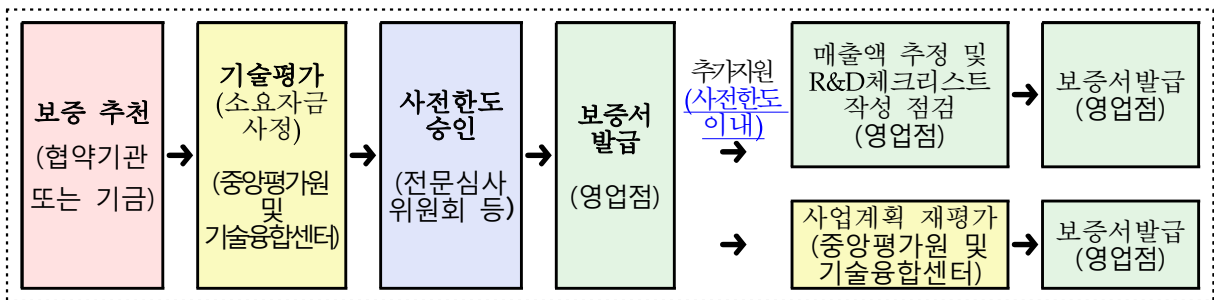 보증 추천
(협약기관
또는 기금)
기술평가
(소요자금
사정)
(중앙평가원
및
기술융합센터)
사전한도
승인
(전문심사
위원회 등)
보증서
발급
(영업점)
추가지원
(사전한도
이내)
매출액 추정 및
R&D체크리스트
작성 점검
(영업점)
보증서발급
(영업점)
사업계획 재평가
(중앙평가원 및
기술융합센터)
보증서발급
(영업점)